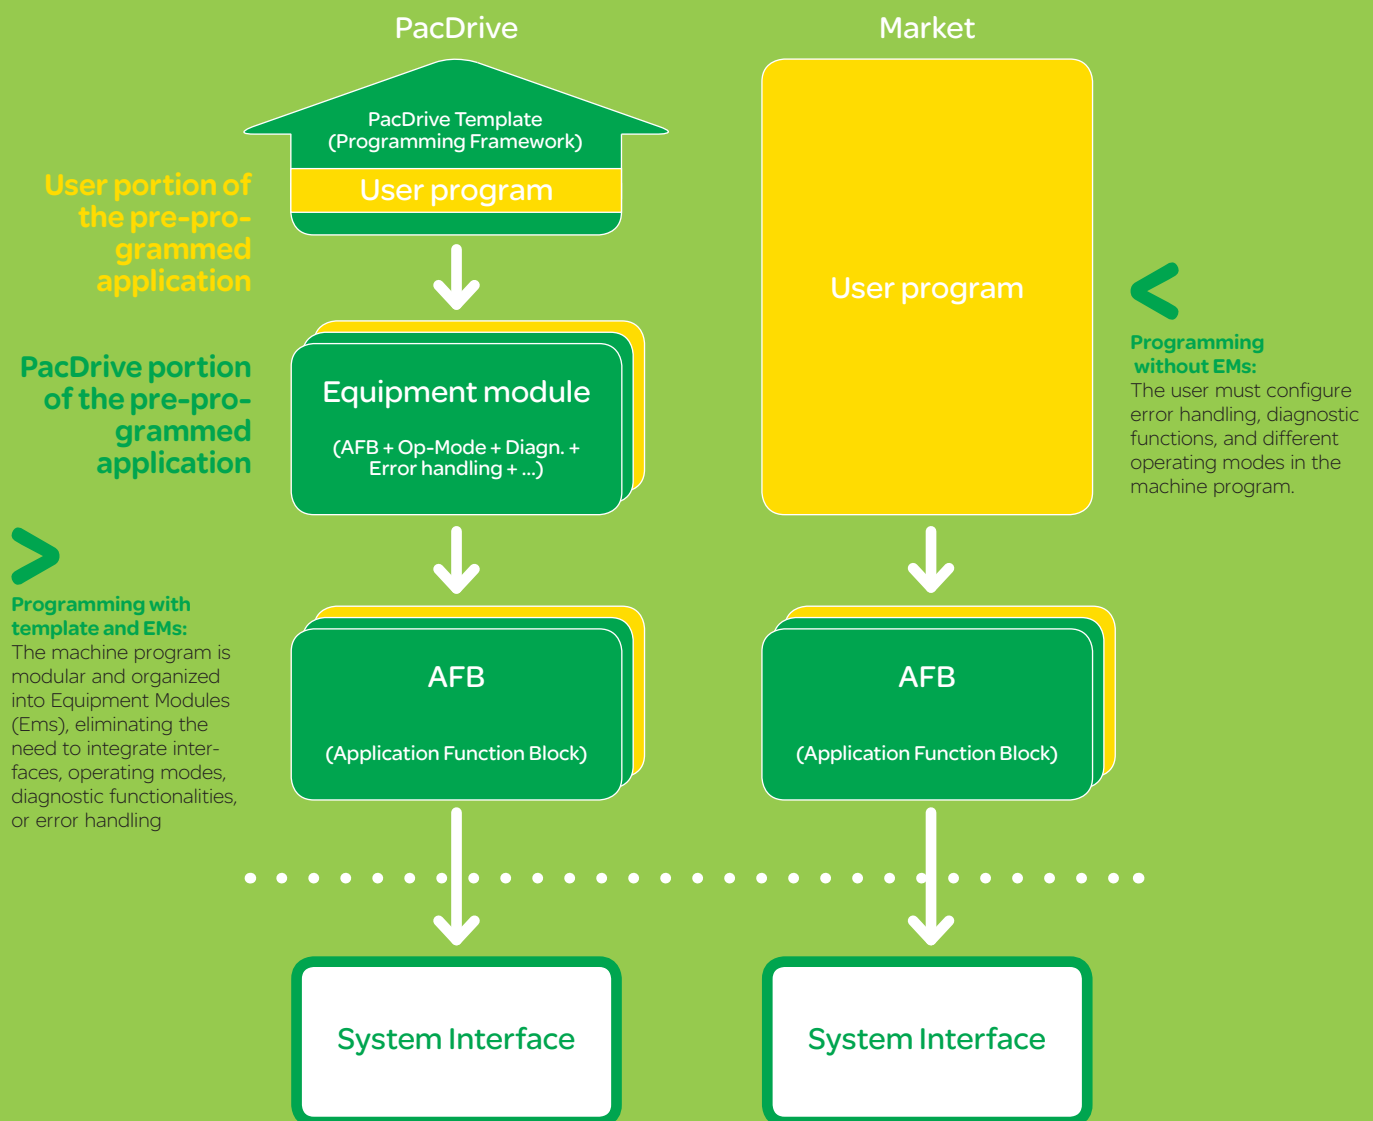 PacDrive
PacDrive Template
(Programming Framework)
User program
User portion of
the pre-pro-
grammed
application
PacDrive portion
of the pre-pro-
grammed
application
Equipment module
(AFB + Op-Mode + Diagn. +
Error handling + ...)
Programming with
template and EMs:
The machine program is
modular and organized
into Equipment Modules
(Ems), eliminating the
need to integrate inter-
faces, operating modes,
diagnostic functionalities,
or error handling
AFB
(Application Function Block)
System Interface
Market
User program
Programming
without EMs:
The user must configure
error handling, diagnostic
functions, and different
operating modes in the
machine program.
AFB
(Application Function Block)
System Interface